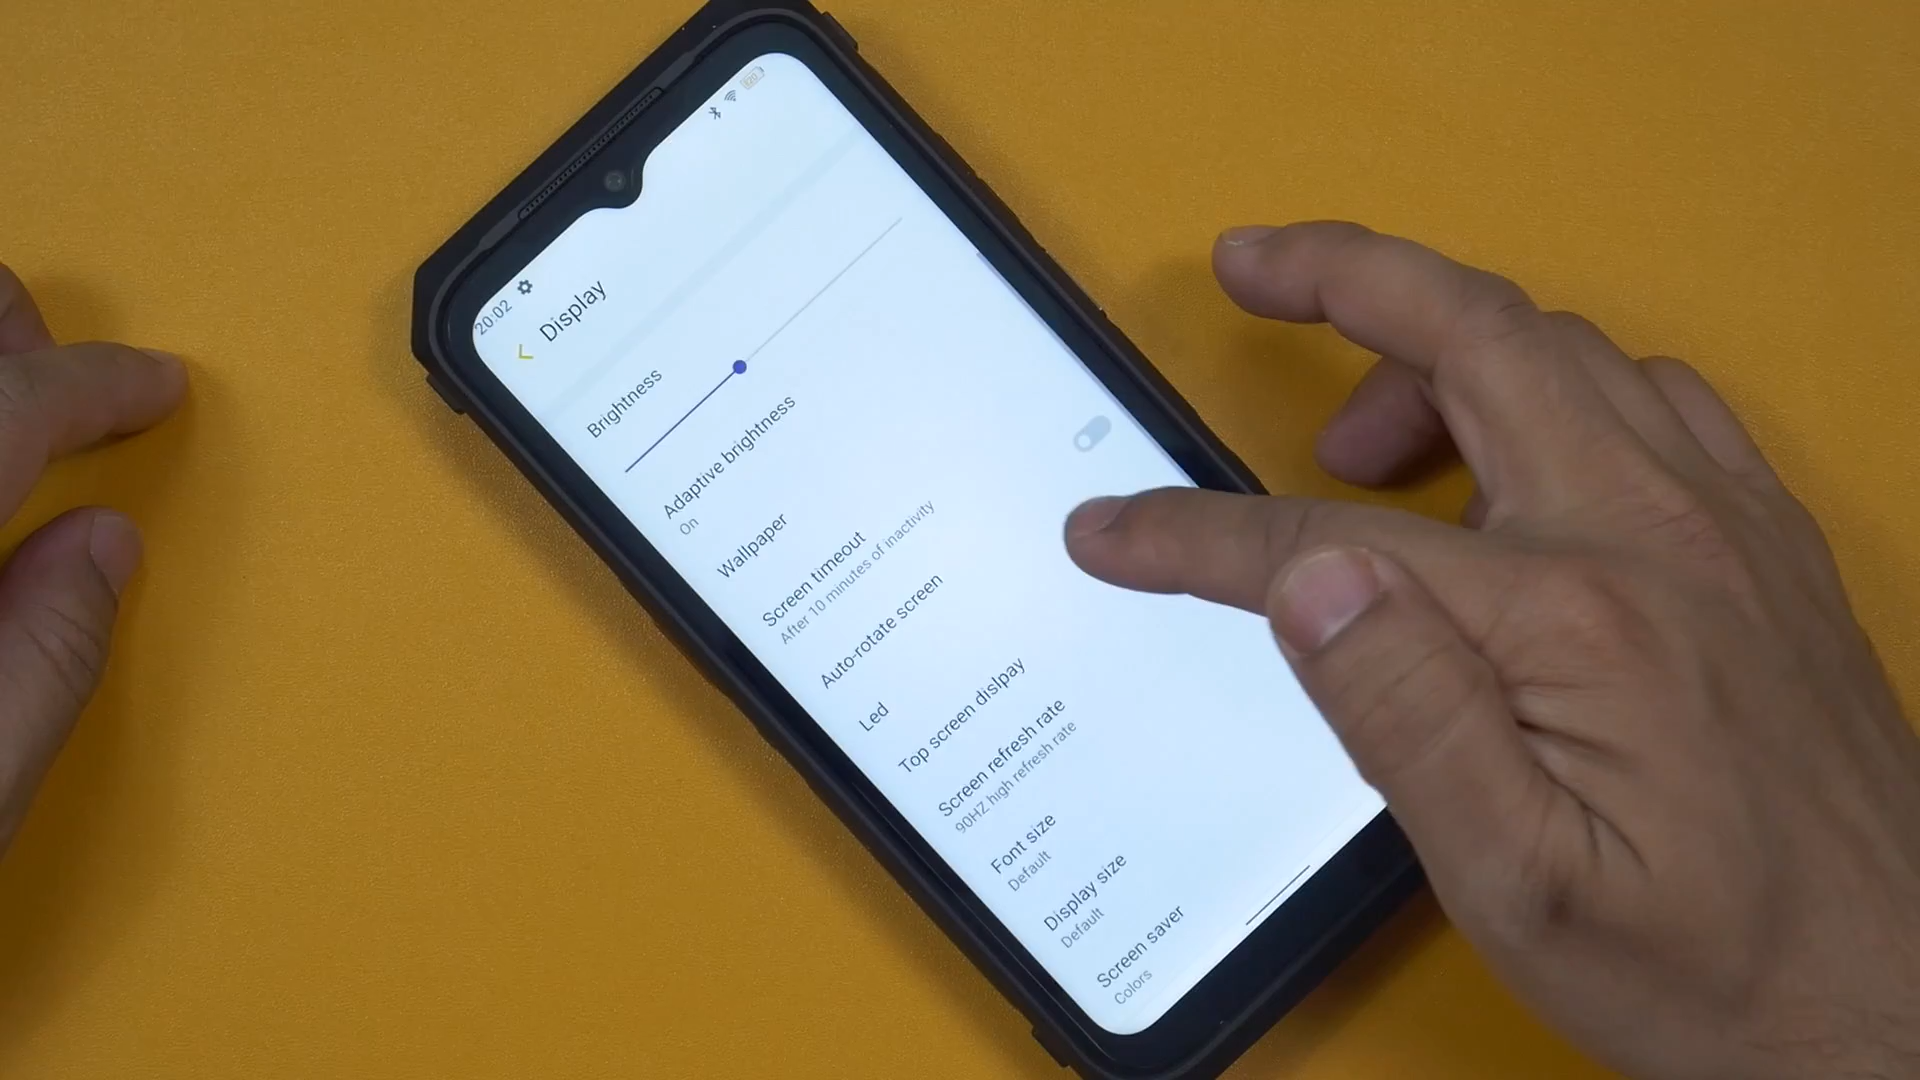 20:02
Display
Brightness
Adaptive brightness
On
Wallpaper
Screen timeout
After 10 minutes of inactivity
Auto-rotate screen
Led
Top screen dislpay
Screen refresh rate
90HZ high refresh rate
Font size
Default
Display size
Default
Screen saver
Colors